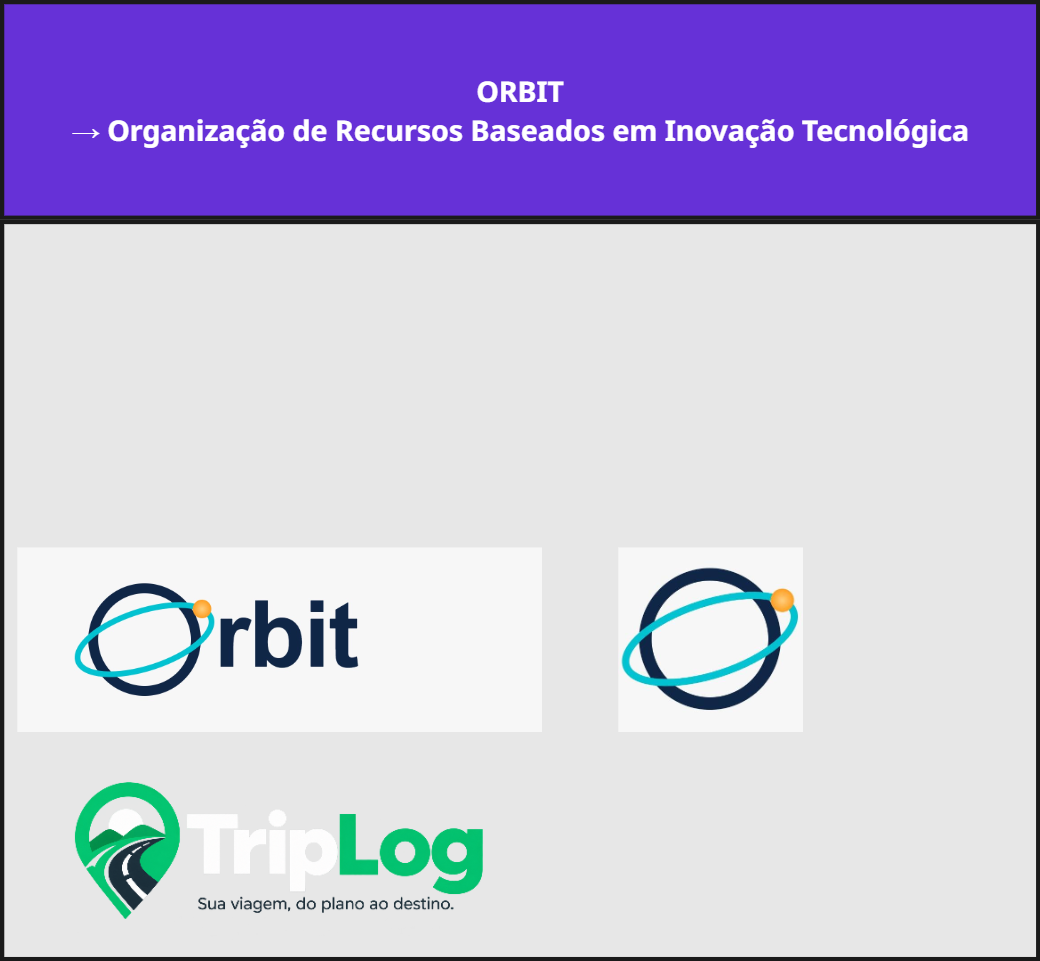 ORBIT
→ Organização de Recursos Baseados em Inovação Tecnológica
Orbit
TripLog
Sua viagem, do plano ao destino.